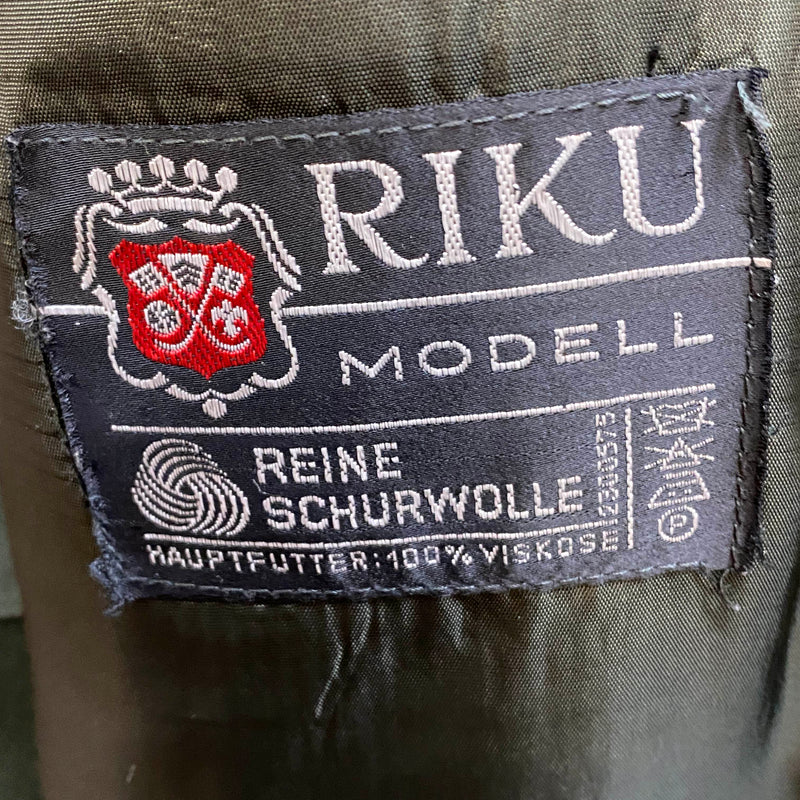 RIKU
MODELL
REINE
SCHURWOLLE
HAUPTFUTTER: 100% VISKOSE
P